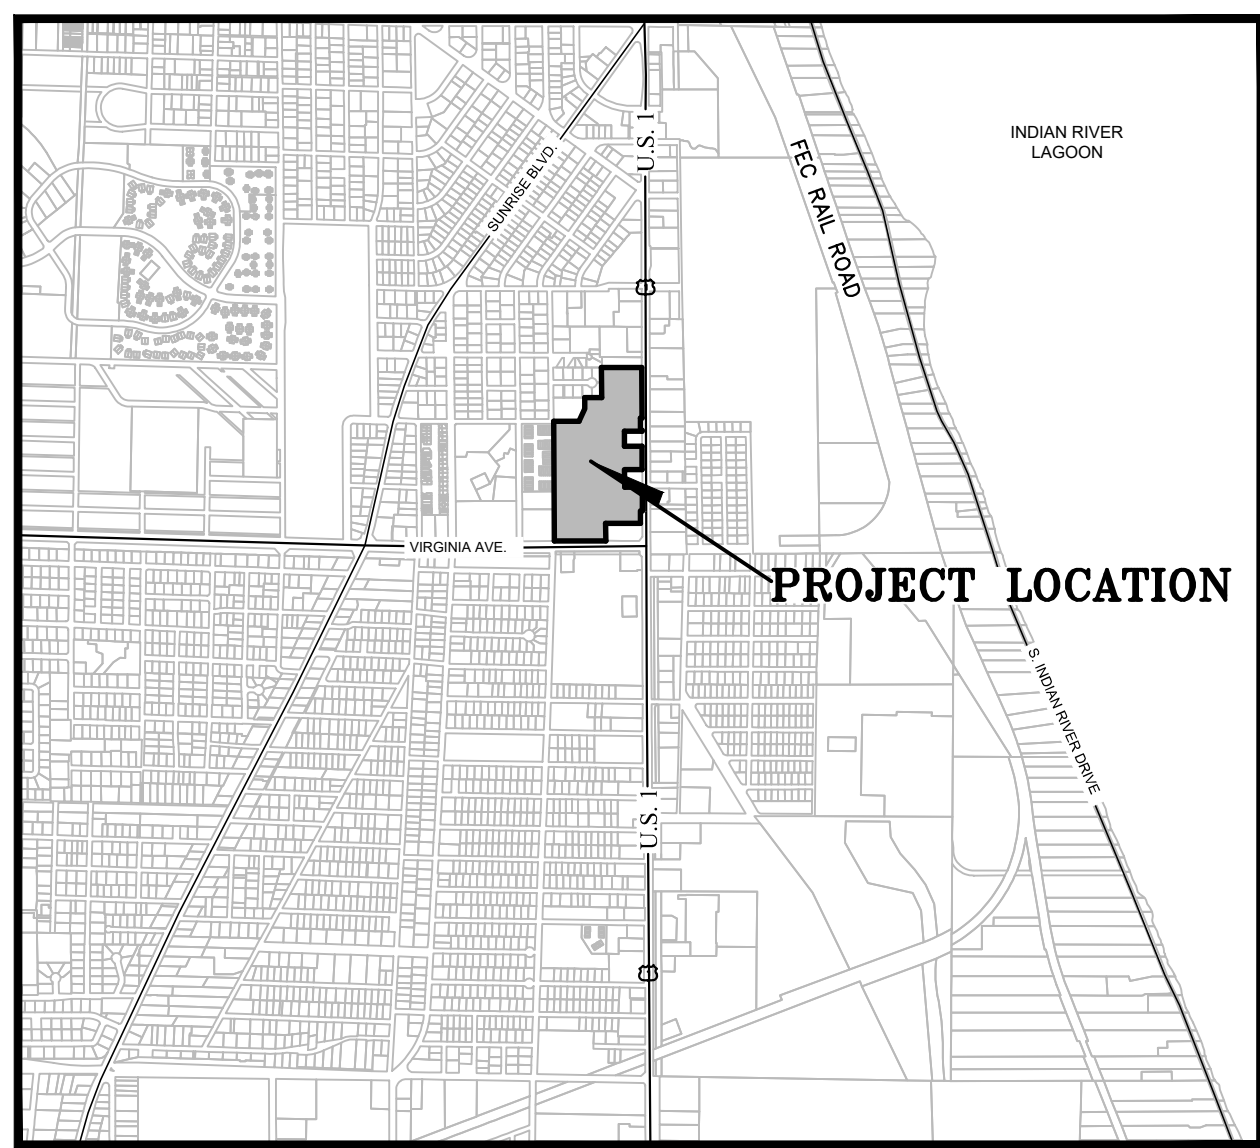 INDIAN RIVER
LAGOON
U.S. 1
SUNRISE BLVD.
FEC RAIL ROAD
VIRGINIA AVE.
PROJECT LOCATION
S. INDIAN RIVER DRIVE
U.S. 1